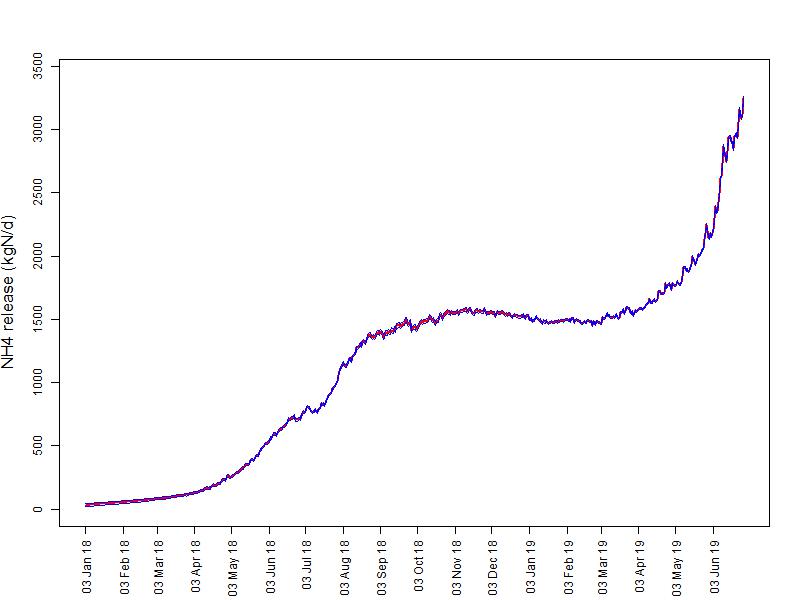 NH4 release (kgN/d)
3500
3000
2500
2000
1500
1000
500
0
03 Jan 18
03 Feb 18
03 Mar 18
03 Apr 18
03 May 18
03 Jun 18
03 Jul 18
03 Aug 18
03 Sep 18
03 Oct 18
03 Nov 18
03 Dec 18
03 Jan 19
03 Feb 19
03 Mar 19
03 Apr 19
03 May 19
03 Jun 19